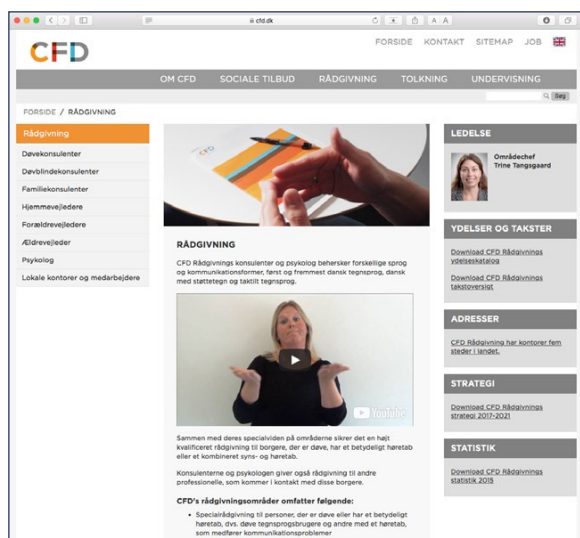 cfd.dk
A A
CFD
FORSIDE KONTAKT SITEMAP JOB
OM CFD SOCIALE TILBUD RÅDGIVNING TOLKNING UNDERVISNING
Søg
FORSIDE / RÅDGIVNING
Rådgivning
Døvekonsulenter
Døvblindekonsulenter
Familiekonsulenter
Hjemmevejledere
Forældrevejledere
Ældrevejleder
Psykolog
Lokale kontorer og medarbejdere
CFD
RÅDGIVNING
CFD Rådgivnings konsulenter og psykolog behersker forskellige sprog
og kommunikationsformer, først og fremmest dansk tegnsprog, dansk
med støttetegn og taktilt tegnsprog.
YouTube
Sammen med deres specialviden på områderne sikrer det en højt
kvalificeret rådgivning til borgere, der er døve, har et betydeligt høretab
eller et kombineret syns- og høretab.
Konsulenterne og psykologen giver også rådgivning til andre
professionelle, som kommer i kontakt med disse borgere.
CFD's rådgivningsområder omfatter følgende:
• Specialrådgivning til personer, der er døve eller har et betydeligt
høretab, dvs. døve tegnsprogsbrugere og andre med et høretab,
som medfører kommunikationsproblemer
LEDELSE
Områdechef
Trine Tangsgaard
YDELSER OG TAKSTER
Download CFD Rådgivnings
ydelseskatalog
Download CFD Rådgivnings
takstoversigt
ADRESSER
CFD Rådgivning har kontorer fem
steder i landet.
STRATEGI
Download CFD Rådgivnings
strategi 2017-2021
STATISTIK
Download CFD Rådgivnings
statistik 2015